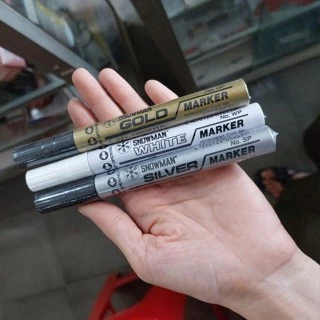 SNOWMAN
GOLD MARKER
No. WP
SNOWMAN
WHITE MARKER
No. SP
SNOWMAN
SILVER MARKER